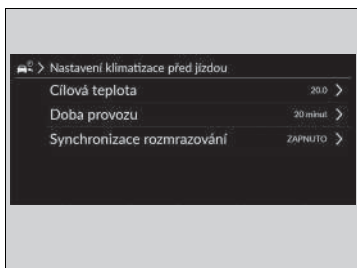 > Nastavení klimatizace před jízdou
Cílová teplota 20.0 >
Doba provozu 20 minut >
Synchronizace rozmrazování ZAPNUTO >